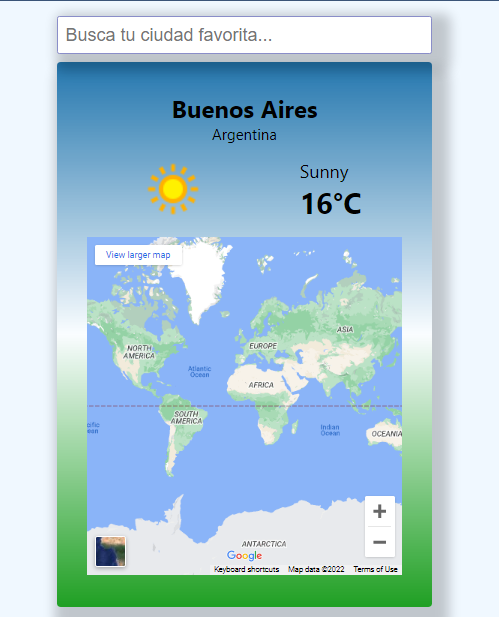 Busca tu ciudad favorita...
Buenos Aires
Argentina
Sunny
16°C
View larger map
NORTH
AMERICA
Atlantic
Ocean
EUROPE
ASIA
AFRICA
SOUTH
AMERICA
cific
an
Indian
Ocean
OCEANIA
ANTARCTICA
Google
Keyboard shortcuts
Map data ©2022
Terms of Use